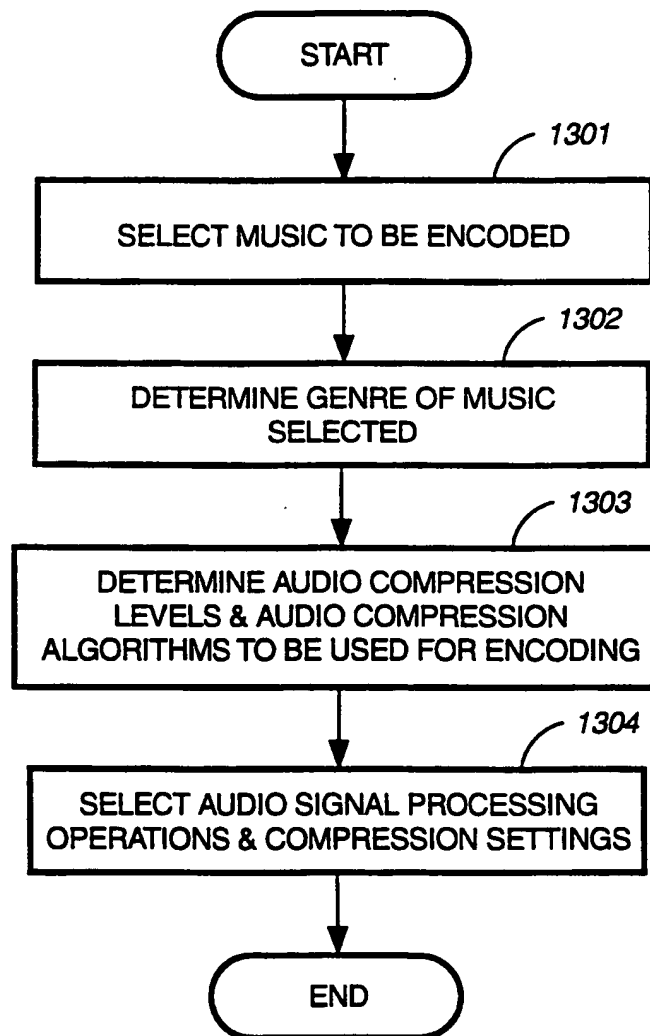 START
1301
SELECT MUSIC TO BE ENCODED
1302
DETERMINE GENRE OF MUSIC
SELECTED
1303
DETERMINE AUDIO COMPRESSION
LEVELS & AUDIO COMPRESSION
ALGORITHMS TO BE USED FOR ENCODING
1304
SELECT AUDIO SIGNAL PROCESSING
OPERATIONS & COMPRESSION SETTINGS
END